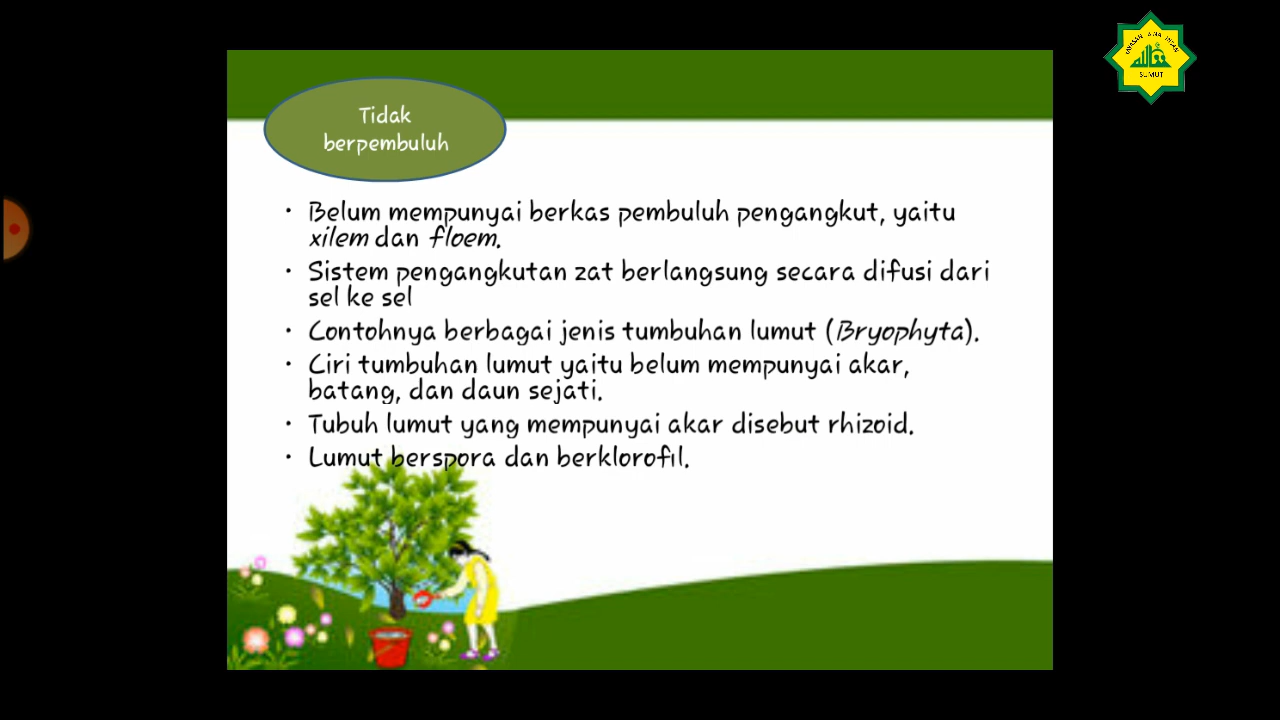 Tidak
berpembuluh
• Belum mempunyai berkas pembuluh pengangkut, yaitu
xilem dan floem.
• Sistem pengangkutan zat berlangsung secara difusi dari
sel ke sel
• Contohnya berbagai jenis tumbuhan lumut (Bryophyta).
• Ciri tumbuhan lumut yaitu belum mempunyai akar,
batang, dan daun sejati.
• Tubuh lumut yang mempunyai akar disebut rhizoid.
• Lumut berspora dan berklorofil.
SUMUT